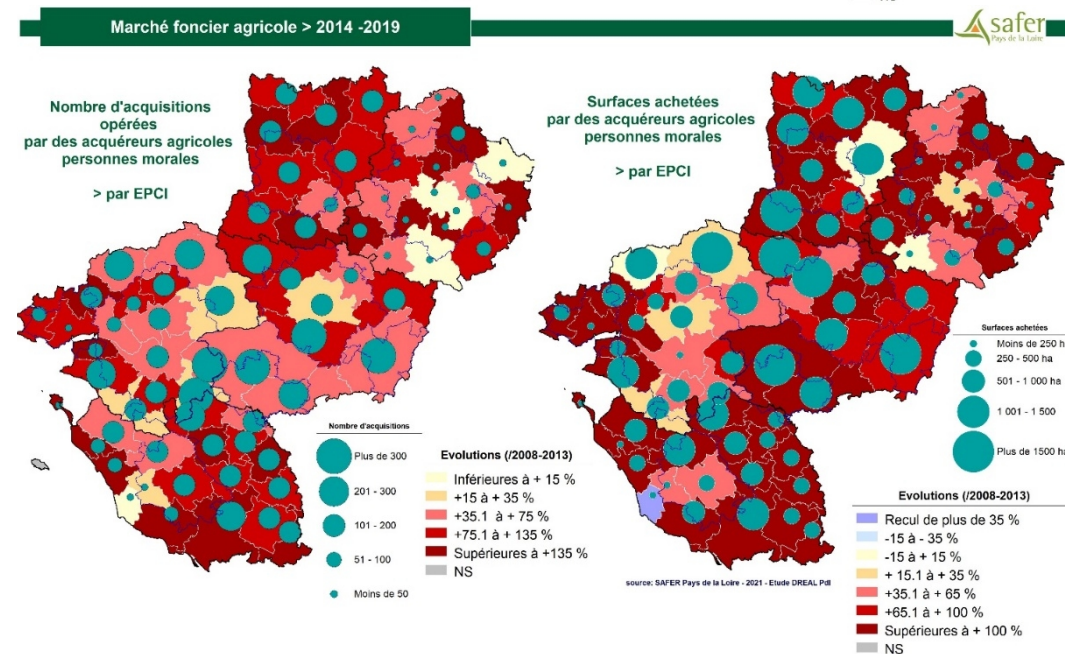 Marché foncier agricole > 2014 -2019
safer
Pays de la Loire
Nombre d'acquisitions
opérées
par des acquéreurs agricoles
personnes morales
> par EPCI
Surfaces achetées
par des acquéreurs agricoles
personnes morales
> par EPCI
Nombre d'acquisitions
Plus de 300
201 - 300
101 - 200
51 - 100
Moins de 50
Evolutions (/2008-2013)
Inférieures à + 15 %
+15 à + 35 %
+35.1 à + 75 %
+75.1 à + 135 %
Supérieures à +135 %
NS
Surfaces achetées
Moins de 250 h
250 - 500 ha
501 - 1 000 ha
1 001 - 1 500
Plus de 1500 ha
Evolutions (/2008-2013)
Recul de plus de 35 %
-15 à - 35 %
-15 à + 15 %
+ 15.1 à + 35 %
+35.1 à + 65 %
+65.1 à + 100 %
Supérieures à + 100 %
NS
source: SAFER Pays de la Loire - 2021 - Etude DREAL Pdl